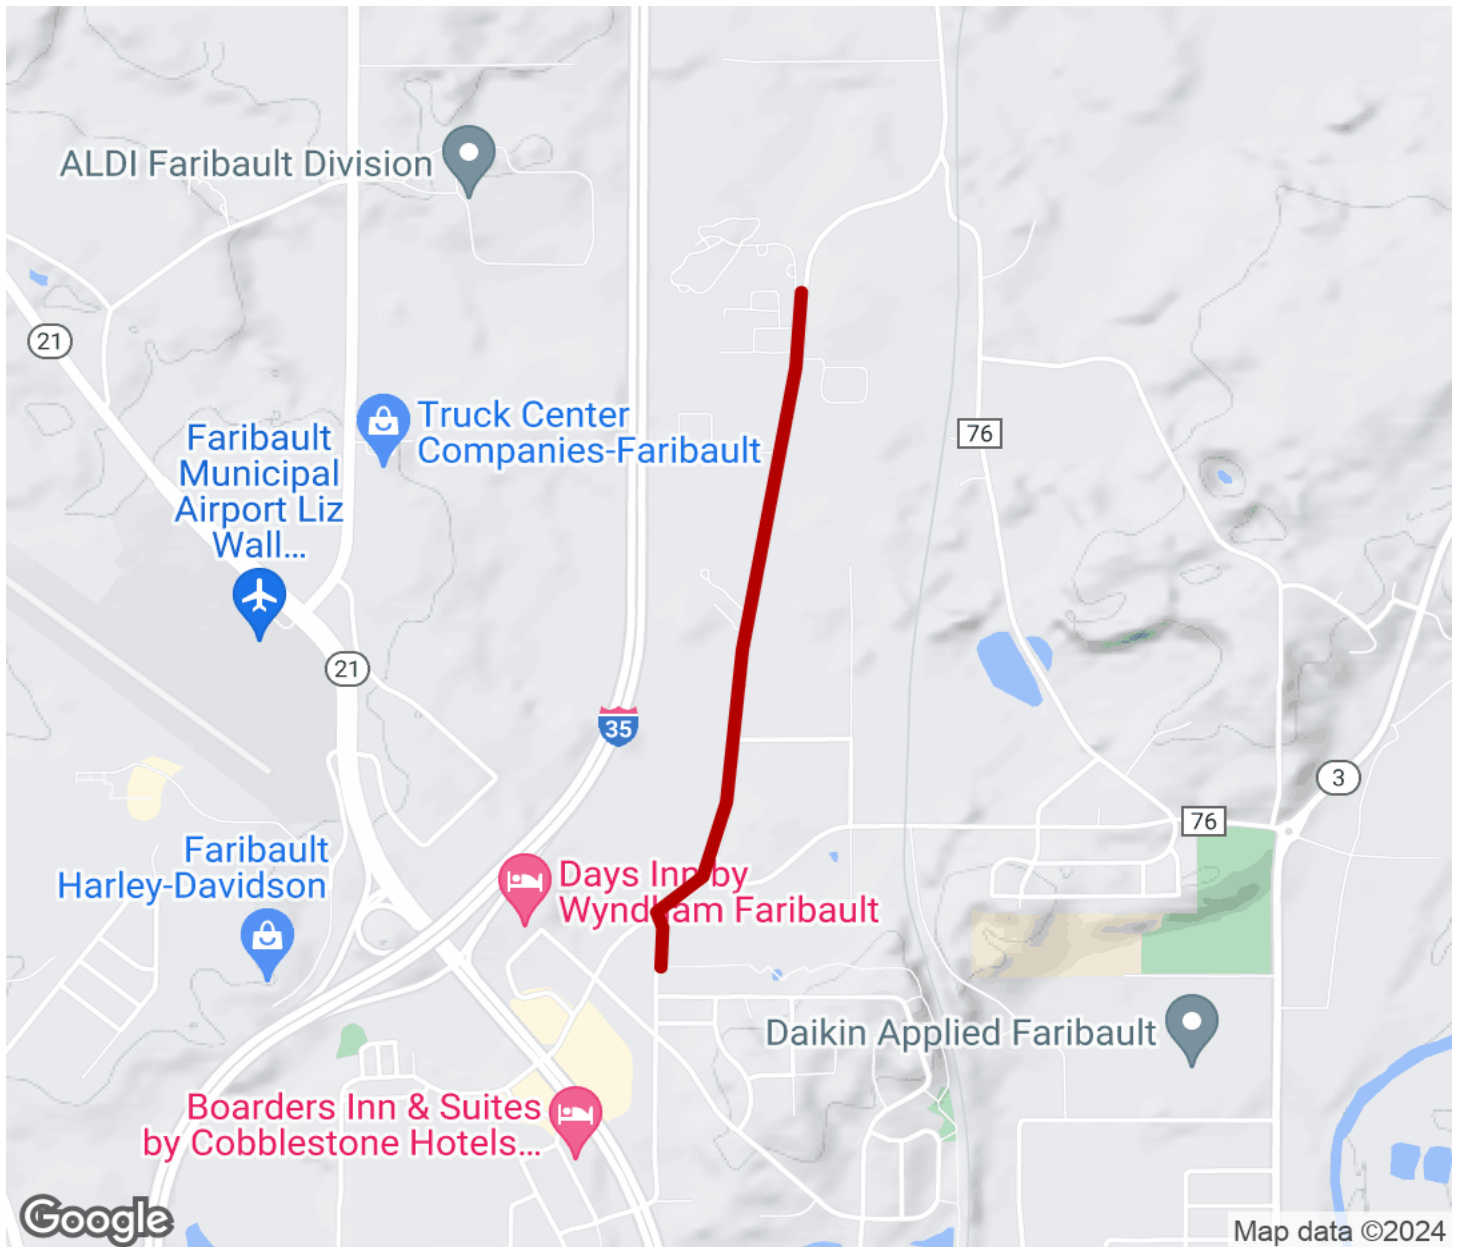 ALDI Faribault Division
21
Truck Center
Companies-Faribault
Faribault
Municipal
Airport Liz
Wall...
76
21
35
3
76
Faribault
Harley-Davidson
Days Inn by
Wyndham Faribault
Daikin Applied Faribault
Boarders Inn & Suites
by Cobblestone Hotels...
Google
Map data ©2024